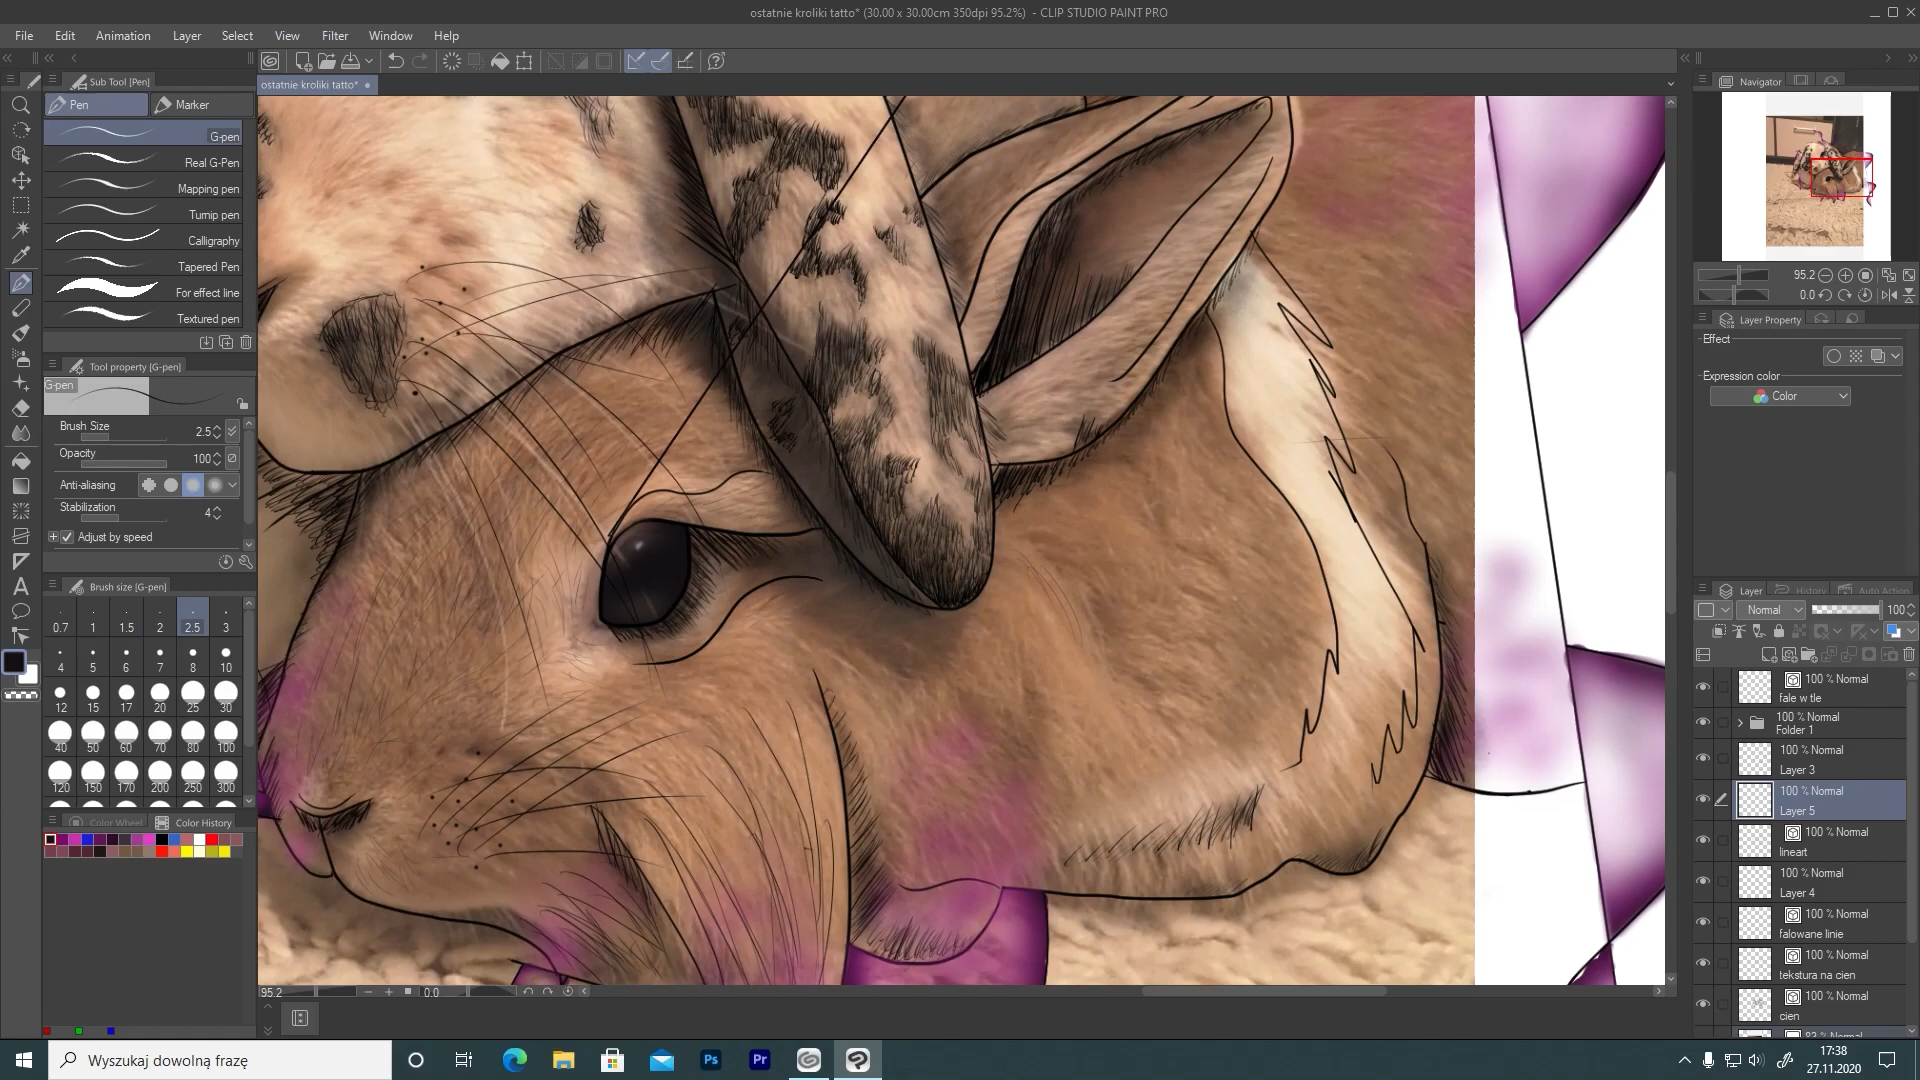 ostatnie kroliki tatto* (30.00 x 30.00cm 350dpi 95.2%) - CLIP STUDIO PAINT PRO
File Edit Animation Layer Select View Filter Window Help
Sub Tool [Pen]
Pen Marker
G-pen
Real G-Pen
Mapping pen
Turnip pen
Calligraphy
Tapered Pen
For effect line
Textured pen
Tool property [G-pen]
G-pen
Brush Size 2.5
Opacity 100
Anti-aliasing
Stabilization 4
Adjust by speed
Brush size [G-pen]
0.7 1 1.5 2 2.5 3
4 5 6 7 8 10
12 15 17 20 25 30
40 50 60 70 80 100
120 150 170 200 250 300
Color Wheel Color History
ostatnie kroliki tatto*
95.2 0.0
Navigator
95.2
0.0
Layer Property
Effect
Expression color
Color
Layer History Auto Action
Normal 100
100 % Normal
fale w tle
100 % Normal
Folder 1
100 % Normal
Layer 3
100 % Normal
Layer 5
100 % Normal
lineart
100 % Normal
Layer 4
100 % Normal
falowane linie
100 % Normal
tekstura na cien
100 % Normal
cien
83 % Normal
Wyszukaj dowolną frazę
Ps Pr
17:38
27.11.2020